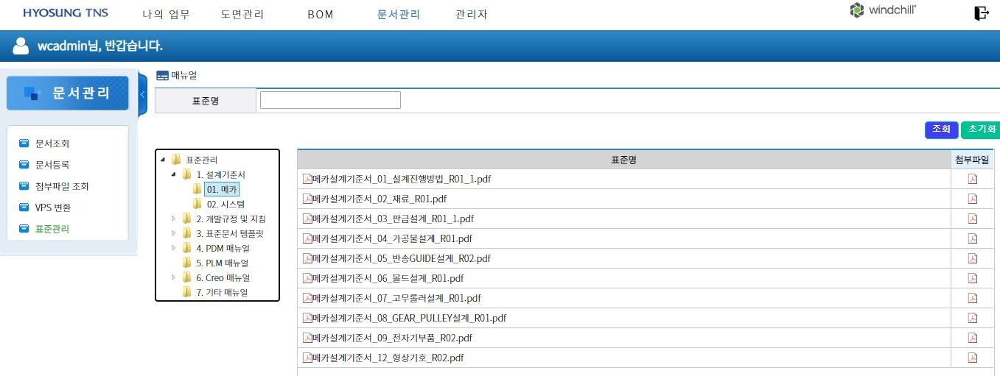 HYOSUNG TNS 나의 업무 도면관리 BOM 문서관리 관리자 windchill®
wcadmin님, 반갑습니다.
문서관리
문서조회
문서등록
첨부파일 조회
VPS 변환
표준관리
매뉴얼
표준명
조회 초기화
표준관리
1. 설계기준서
01. 메카
02. 시스템
2. 개발규정 및 지침
3. 표준문서 템플릿
4. PDM 매뉴얼
5. PLM 매뉴얼
6. Creo 매뉴얼
7. 기타 매뉴얼
표준명 첨부파일
메카설계기준서_01_설계진행방법_R01_1.pdf
메카설계기준서_02_재료_R01.pdf
메카설계기준서_03_판금설계_R01_1.pdf
메카설계기준서_04_가공물설계_R01.pdf
메카설계기준서_05_반송GUIDE설계_R02.pdf
메카설계기준서_06_몰드설계_R01.pdf
메카설계기준서_07_고무롤러설계_R01.pdf
메카설계기준서_08_GEAR_PULLEY설계_R01.pdf
메카설계기준서_09_전자기부품_R02.pdf
메카설계기준서_12_형상기호_R02.pdf